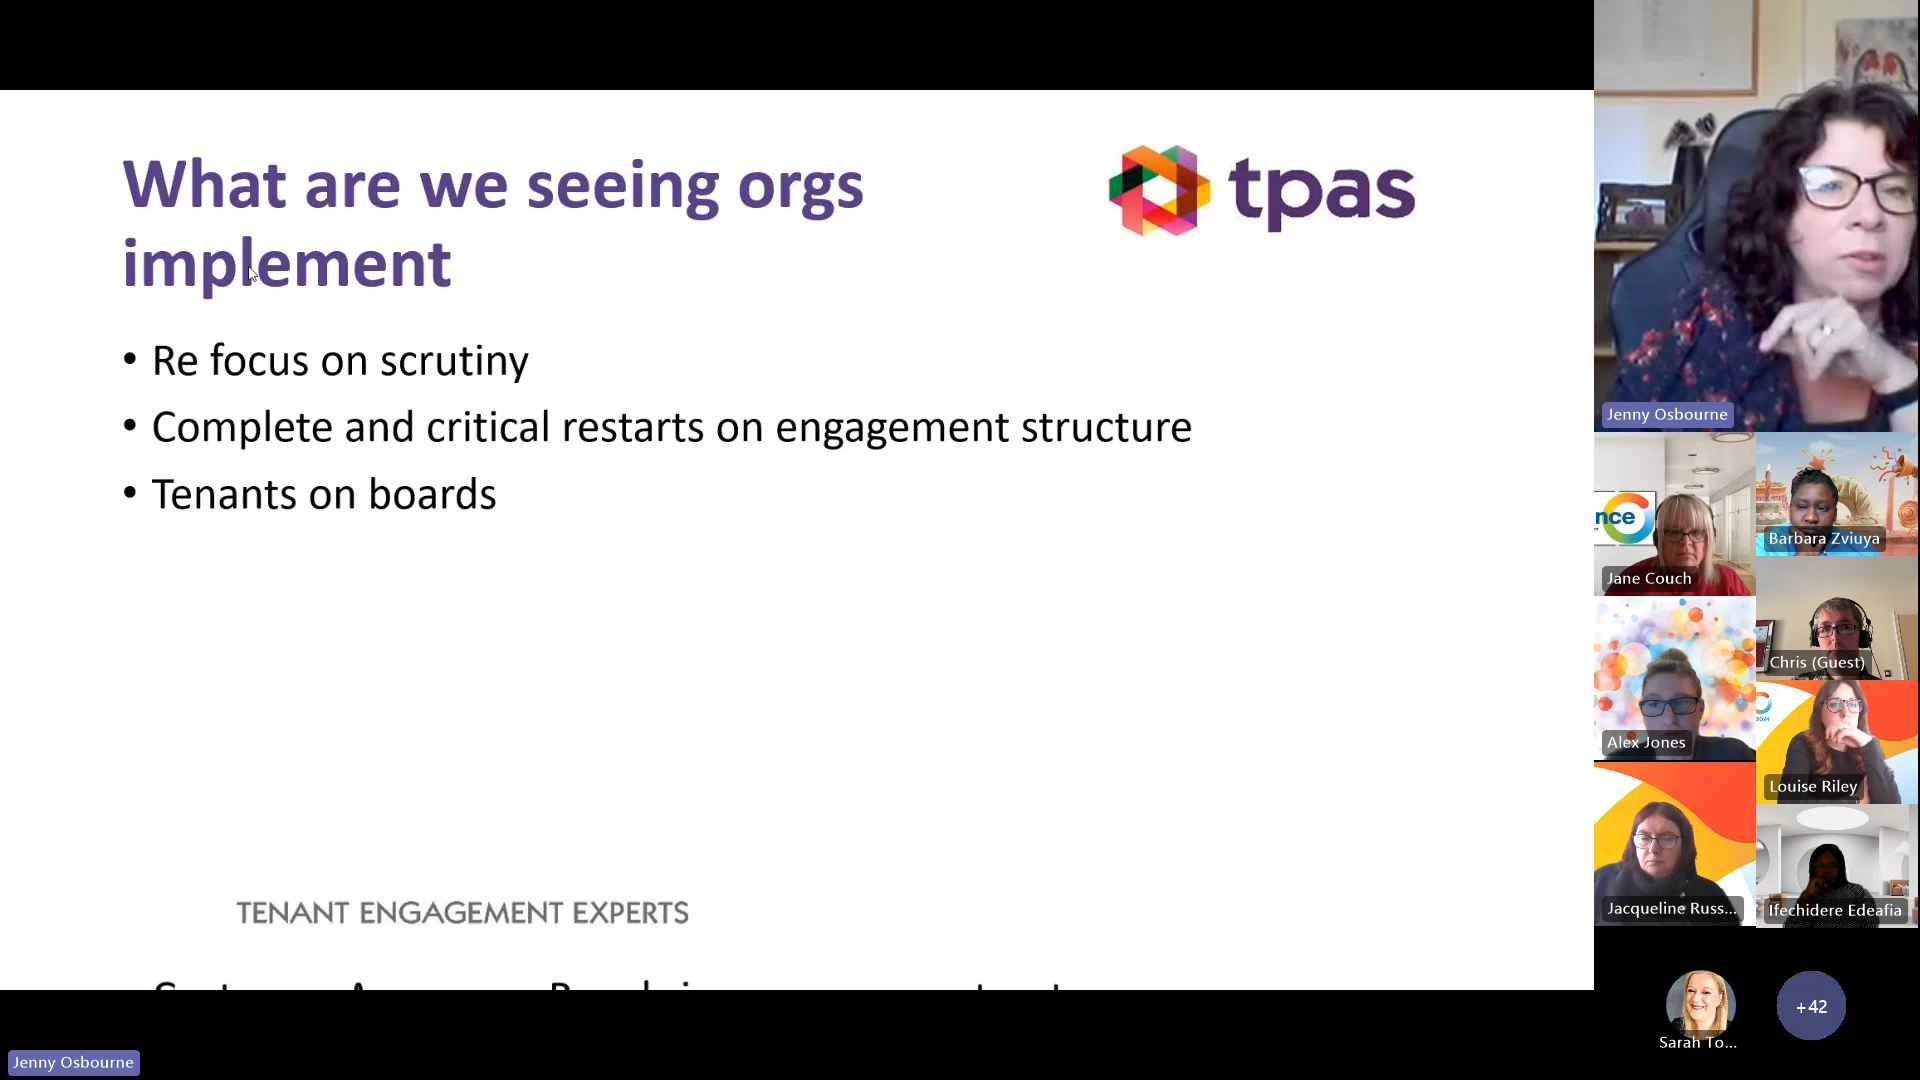 What are we seeing orgs
implement
tpas
• Re focus on scrutiny
• Complete and critical restarts on engagement structure
• Tenants on boards
TENANT ENGAGEMENT EXPERTS
Jenny Osbourne
nce
Jane Couch
Barbara Zviuya
Chris (Guest)
Alex Jones
2024
Louise Riley
Jacqueline Russ...
Ifechidere Edeafia
Sarah To...
+42
Jenny Osbourne